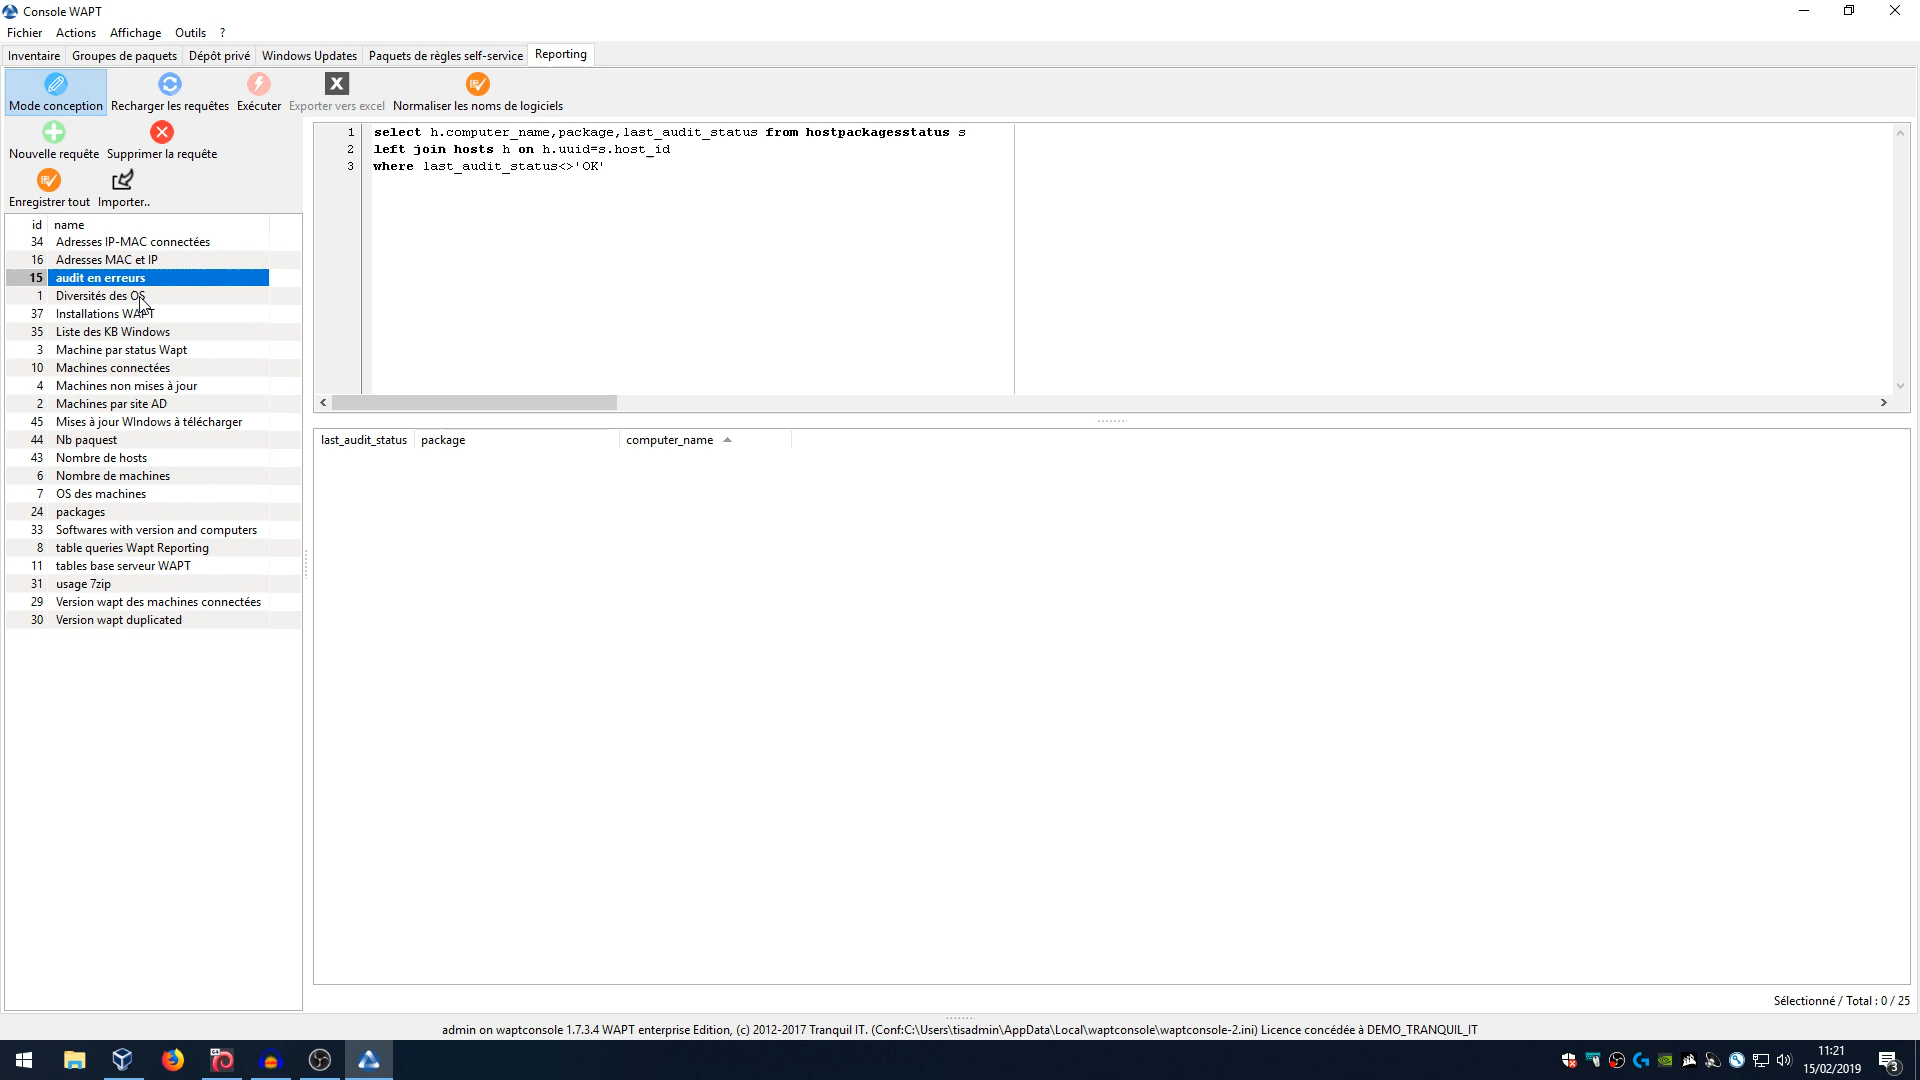 Console WAPT
Fichier Actions Affichage Outils ?
Inventaire Groupes de paquets Dépôt privé Windows Updates Paquets de règles self-service Reporting
Mode conception Recharger les requêtes Exécuter Exporter vers excel Normaliser les noms de logiciels
Nouvelle requête Supprimer la requête
Enregistrer tout Importer..
id name
34 Adresses IP-MAC connectées
16 Adresses MAC et IP
15 audit en erreurs
1 Diversités des OS
37 Installations WAPT
35 Liste des KB Windows
3 Machine par status Wapt
10 Machines connectées
4 Machines non mises à jour
2 Machines par site AD
45 Mises à jour WIndows à télécharger
44 Nb paquest
43 Nombre de hosts
6 Nombre de machines
7 OS des machines
24 packages
33 Softwares with version and computers
8 table queries Wapt Reporting
11 tables base serveur WAPT
31 usage 7zip
29 Version wapt des machines connectées
30 Version wapt duplicated
1 select h.computer_name,package,last_audit_status from hostpackagesstatus s
2 left join hosts h on h.uuid=s.host_id
3 where last_audit_status<>'OK'
last_audit_status package computer_name
Sélectionné / Total : 0 / 25
admin on waptconsole 1.7.3.4 WAPT enterprise Edition, (c) 2012-2017 Tranquil IT. (Conf:C:\Users\tisadmin\AppData\Local\waptconsole\waptconsole-2.ini) Licence concédée à DEMO_TRANQUIL_IT
11:21
15/02/2019
3